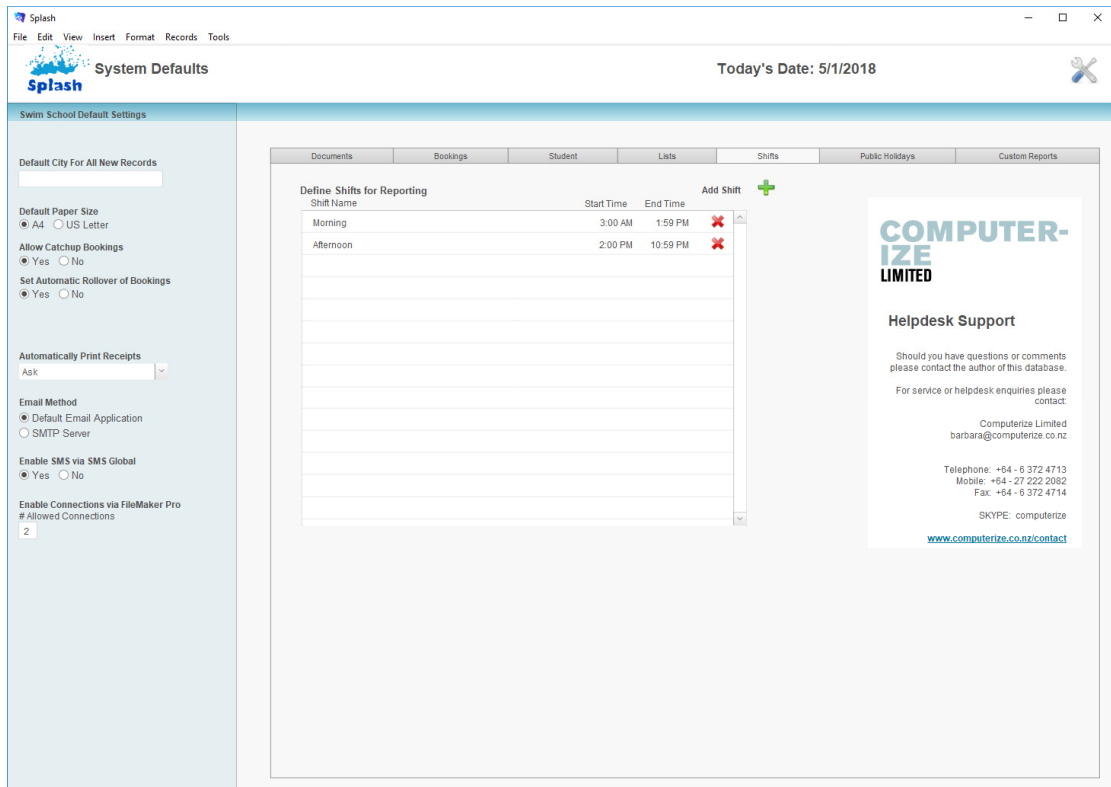 Splash
File Edit View Insert Format Records Tools
Splash
System Defaults
Today's Date: 5/1/2018
Swim School Default Settings
Default City For All New Records
Default Paper Size
A4 US Letter
Allow Catchup Bookings
Yes No
Set Automatic Rollover of Bookings
Yes No
Automatically Print Receipts
Ask
Email Method
Default Email Application
SMTP Server
Enable SMS via SMS Global
Yes No
Enable Connections via FileMaker Pro
# Allowed Connections
2
Documents Bookings Student Lists Shifts Public Holidays Custom Reports
Define Shifts for Reporting Add Shift
Shift Name Start Time End Time
Morning 3:00 AM 1:59 PM
Afternoon 2:00 PM 10:59 PM
COMPUTER-
IZE
LIMITED
Helpdesk Support
Should you have questions or comments
please contact the author of this database.
For service or helpdesk enquiries please
contact:
Computerize Limited
barbara@computerize.co.nz
Telephone: +64 - 6 372 4713
Mobile: +64 - 27 222 2082
Fax: +64 - 6 372 4714
SKYPE: computerize
www.computerize.co.nz/contact